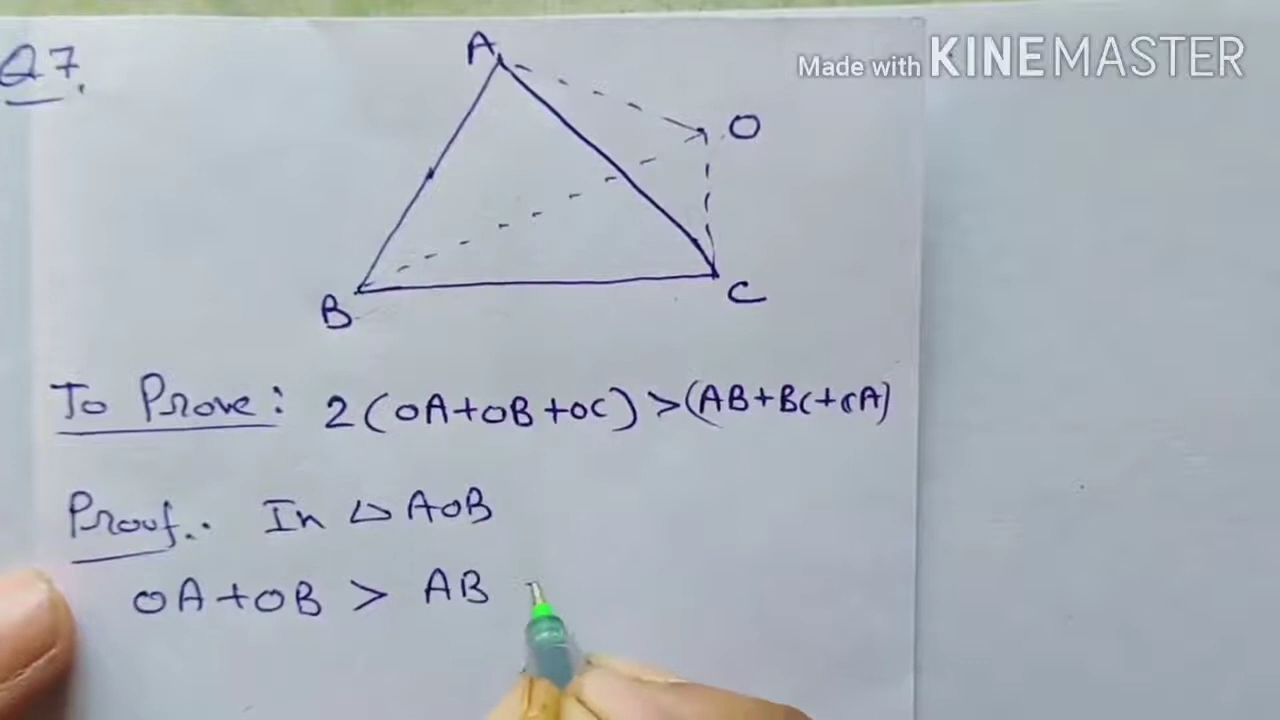 Made with KINEMASTER
Q7.
A
O
B
C
To Prove: 2(OA+OB+OC)>(AB+BC+CA)
Proof.. In △AOB
OA+OB > AB